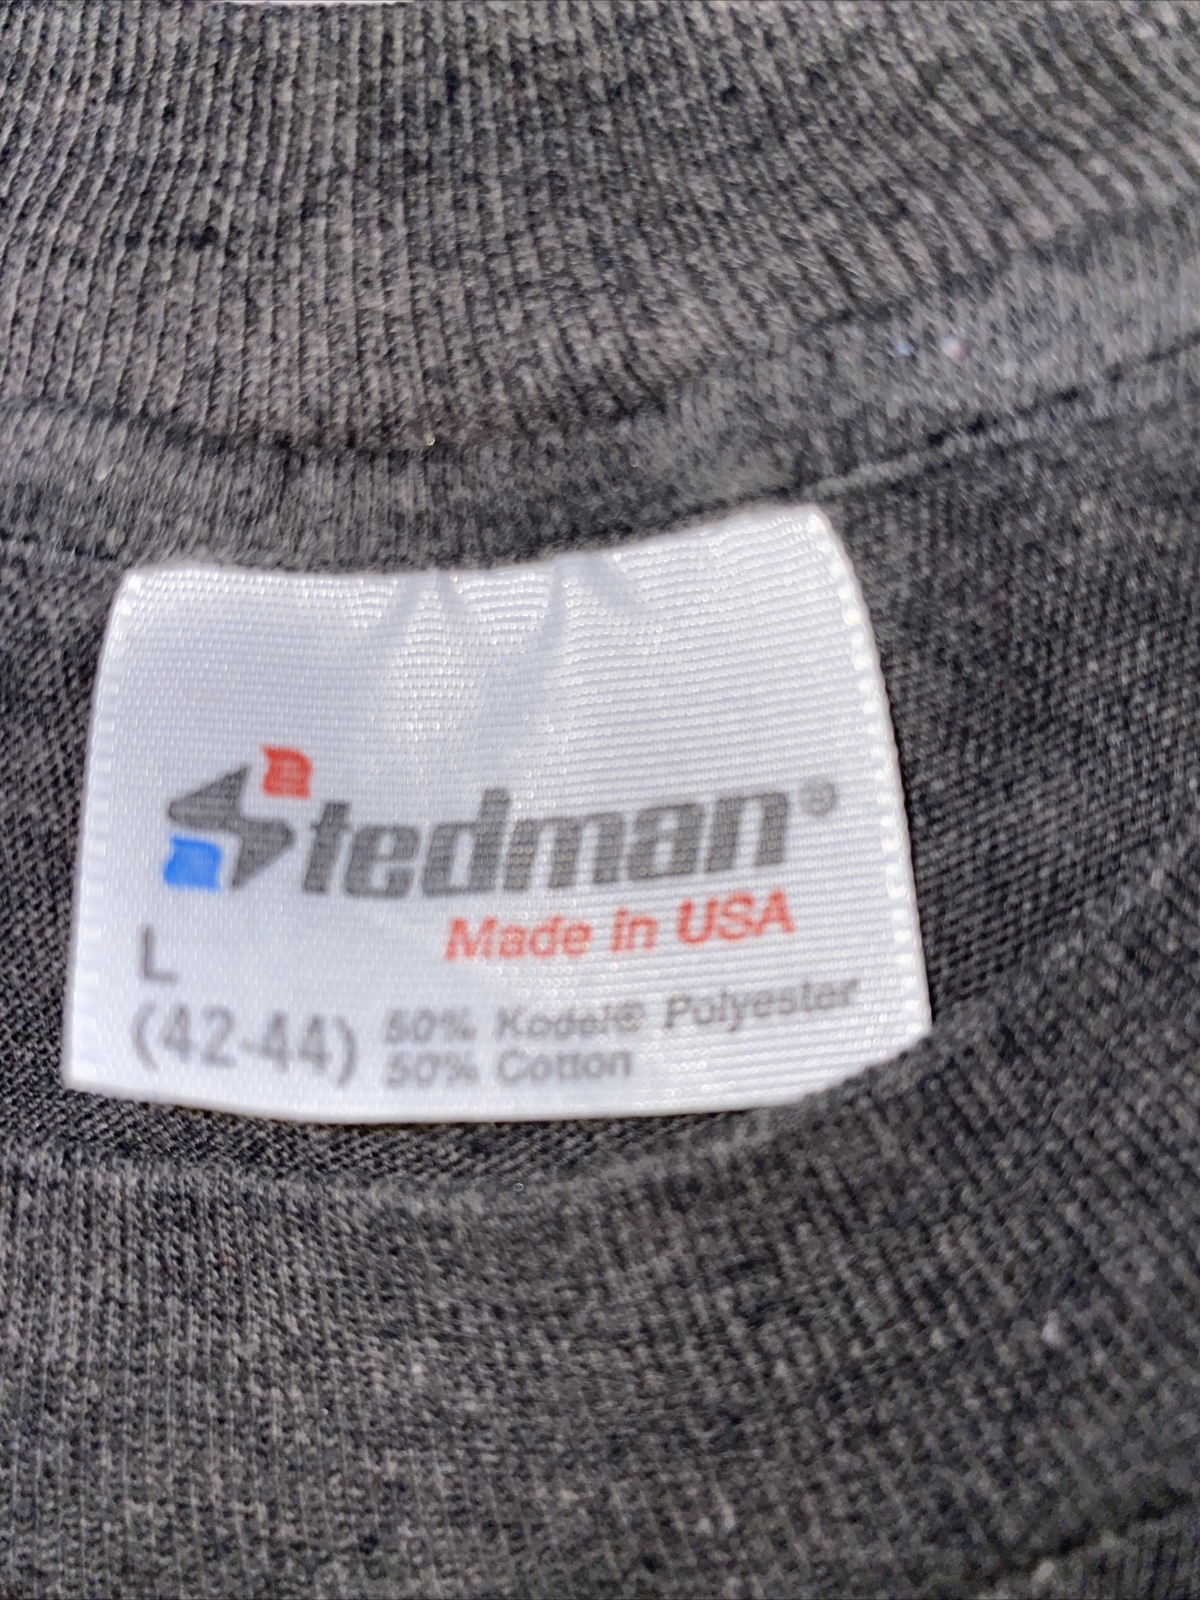 Stedman®
Made in USA
L
(42-44)
50% Kodel® Polyester
50% Cotton